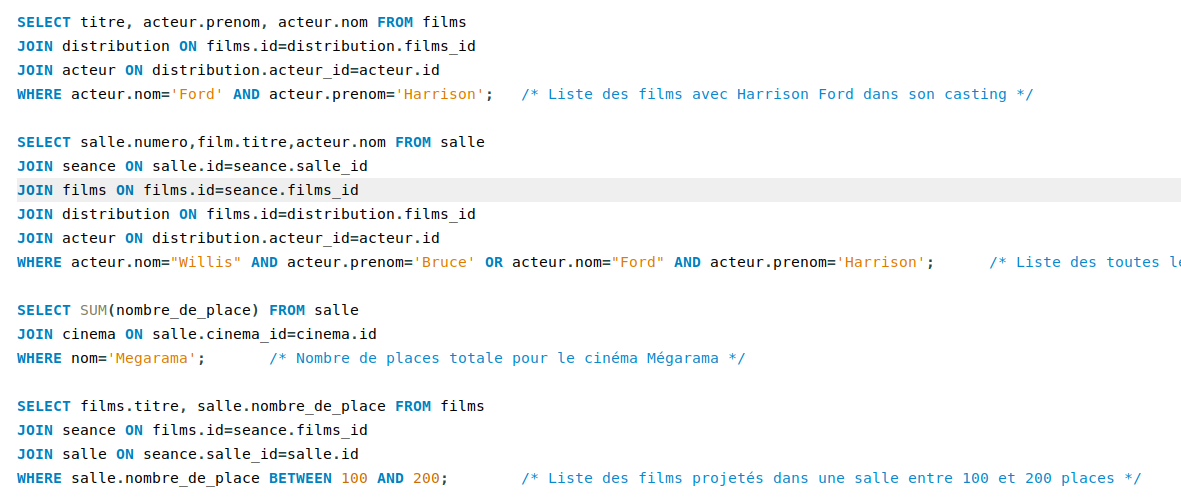 SELECT titre, acteur.prenom, acteur.nom FROM films
JOIN distribution ON films.id=distribution.films_id
JOIN acteur ON distribution.acteur_id=acteur.id
WHERE acteur.nom='Ford' AND acteur.prenom='Harrison';   /* Liste des films avec Harrison Ford dans son casting */
SELECT salle.numero,film.titre,acteur.nom FROM salle
JOIN seance ON salle.id=seance.salle_id
JOIN films ON films.id=seance.films_id
JOIN distribution ON films.id=distribution.films_id
JOIN acteur ON distribution.acteur_id=acteur.id
WHERE acteur.nom="Willis" AND acteur.prenom='Bruce' OR acteur.nom="Ford" AND acteur.prenom='Harrison';      /* Liste des toutes
SELECT SUM(nombre_de_place) FROM salle
JOIN cinema ON salle.cinema_id=cinema.id
WHERE nom='Megarama';       /* Nombre de places totale pour le cinéma Mégarama */
SELECT films.titre, salle.nombre_de_place FROM films
JOIN seance ON films.id=seance.films_id
JOIN salle ON seance.salle_id=salle.id
WHERE salle.nombre_de_place BETWEEN 100 AND 200;        /* Liste des films projetés dans une salle entre 100 et 200 places */